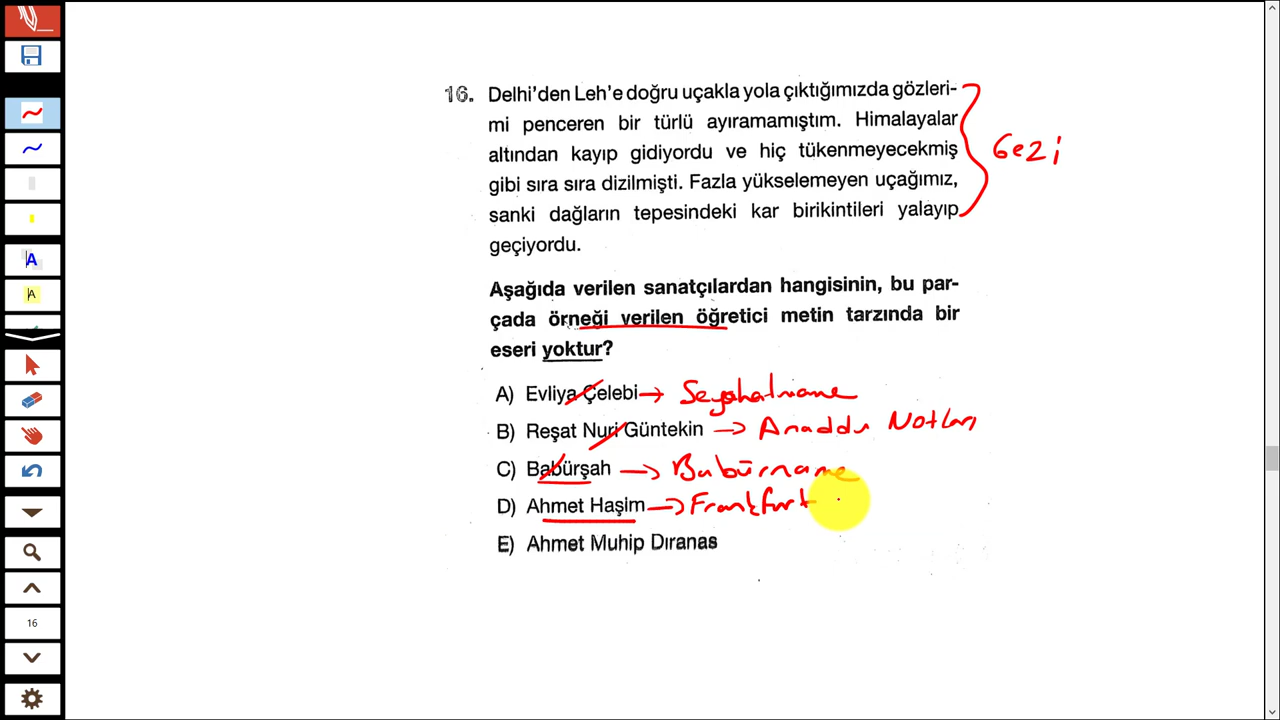 16. Delhi'den Leh'e doğru uçakla yola çıktığımızda gözleri-
mi penceren bir türlü ayıramamıştım. Himalayalar
altından kayıp gidiyordu ve hiç tükenmeyecekmiş
gibi sıra sıra dizilmişti. Fazla yükselemeyen uçağımız,
sanki dağların tepesindeki kar birikintileri yalayıp
geçiyordu.
Gezi
Aşağıda verilen sanatçılardan hangisinin, bu par-
çada örneği verilen öğretici metin tarzında bir
eseri yoktur?
A) Evliya Çelebi → Seyahatname
B) Reşat Nuri Güntekin → Anaddu Notları
C) Babürşah → Babürname
D) Ahmet Haşim → Frankfurt
E) Ahmet Muhip Dıranas
A
A
16